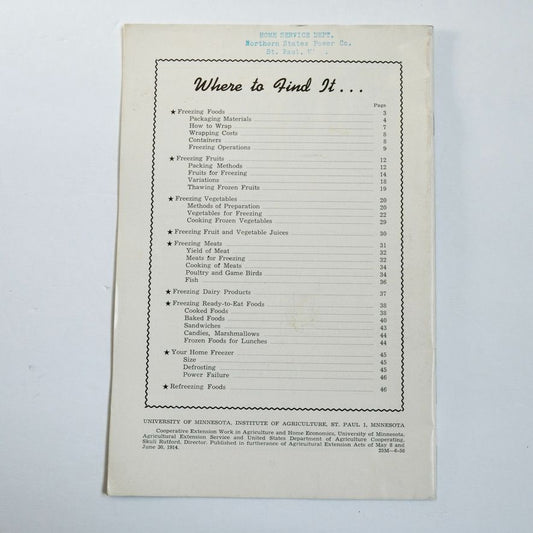 HOME SERVICE DEPT.
Northern States Power Co.
St. Paul,
Where to Find It...
Page
★ Freezing Foods 3
Packaging Materials 4
How to Wrap 7
Wrapping Costs 8
Containers 8
Freezing Operations 9
★ Freezing Fruits 12
Packing Methods 12
Fruits for Freezing 14
Variations 18
Thawing Frozen Fruits 19
★ Freezing Vegetables 20
Methods of Preparation 20
Vegetables for Freezing 22
Cooking Frozen Vegetables 29
★ Freezing Fruit and Vegetable Juices 30
★ Freezing Meats 31
Yield of Meat 32
Meats for Freezing 32
Cooking of Meats 34
Poultry and Game Birds 34
Fish 36
★ Freezing Dairy Products 37
★ Freezing Ready-to-Eat Foods 38
Cooked Foods 38
Baked Foods 40
Sandwiches 43
Candies, Marshmallows 44
Frozen Foods for Lunches 44
★ Your Home Freezer 45
Size 45
Defrosting 45
Power Failure 46
★ Refreezing Foods 46
UNIVERSITY OF MINNESOTA, INSTITUTE OF AGRICULTURE, ST. PAUL 1, MNNESOTA
Cooperative Extension Work in Agriculture and Home Economics, University of Minnesota,
Agricultural Extension Service and United States Department of Agriculture Cooperating,
Skuli Rutford, Director. Published in furtherance of Agricultural Extension Acts of May 8 and
June 30, 1914. 25M—6-56